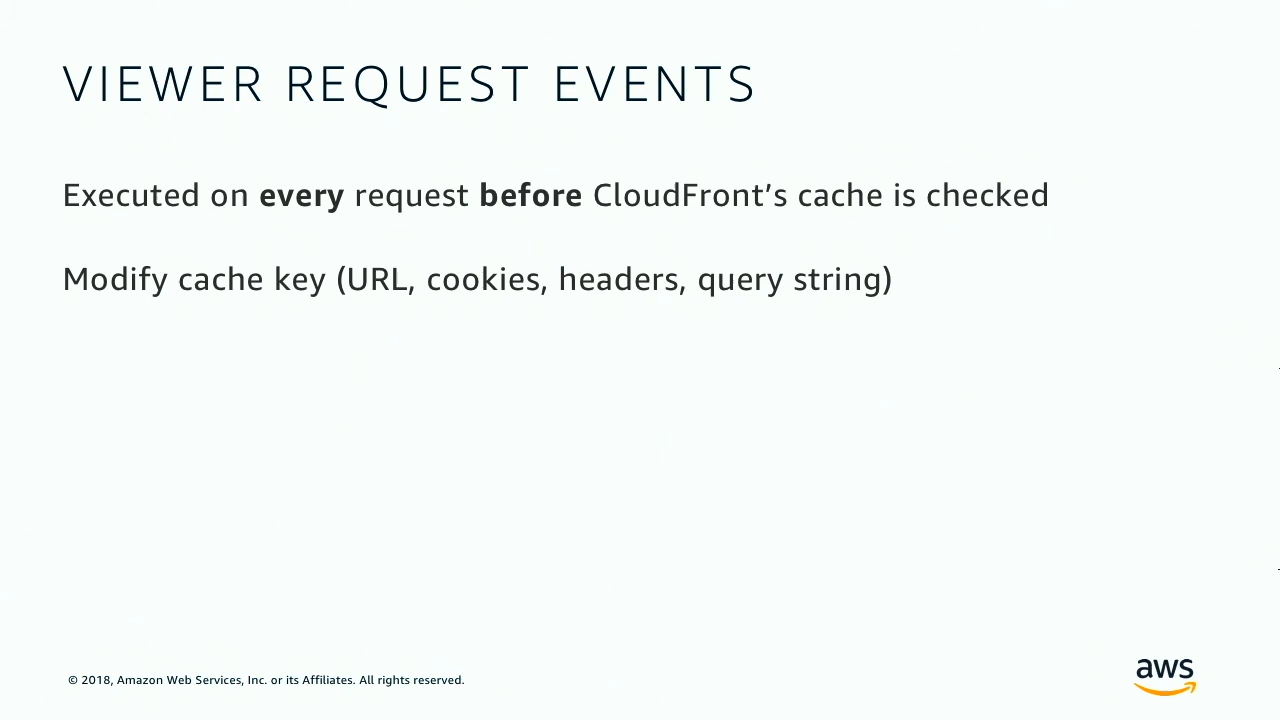 VIEWER REQUEST EVENTS
Executed on every request before CloudFront’s cache is checked
Modify cache key (URL, cookies, headers, query string)
© 2018, Amazon Web Services, Inc. or its Affiliates. All rights reserved.
aws